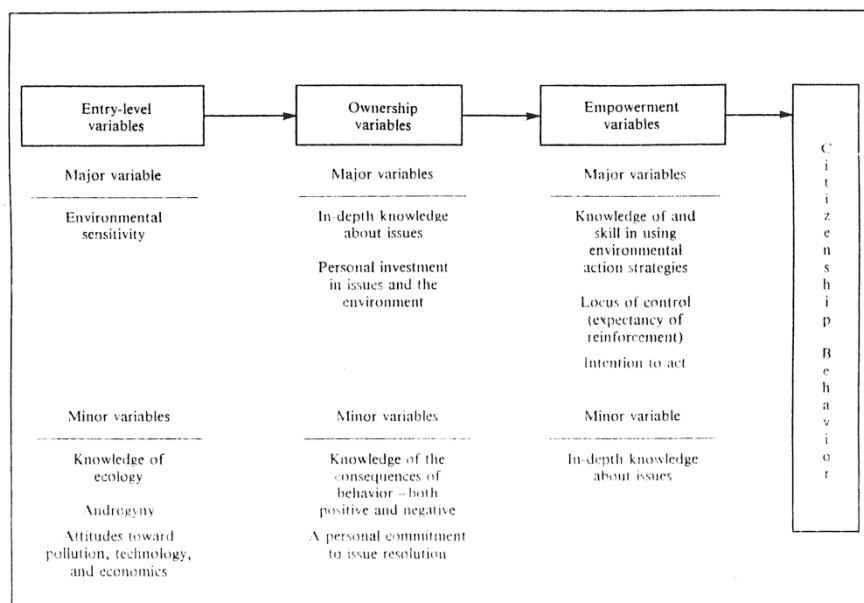 Entry-level
variables
Ownership
variables
Empowerment
variables
Major variable
Environmental
sensitivity
Major variables
In-depth knowledge
about issues
Personal investment
in issues and the
environment
Major variables
Knowledge of and
skill in using
environmental
action strategies
Locus of control
(expectancy of
reinforcement)
Intention to act
Minor variables
Knowledge of
ecology
Androgyny
Attitudes toward
pollution, technology,
and economics
Minor variables
Knowledge of the
consequences of
behavior – both
positive and negative
A personal commitment
to issue resolution
Minor variable
In-depth knowledge
about issues
Citizenship Behavior